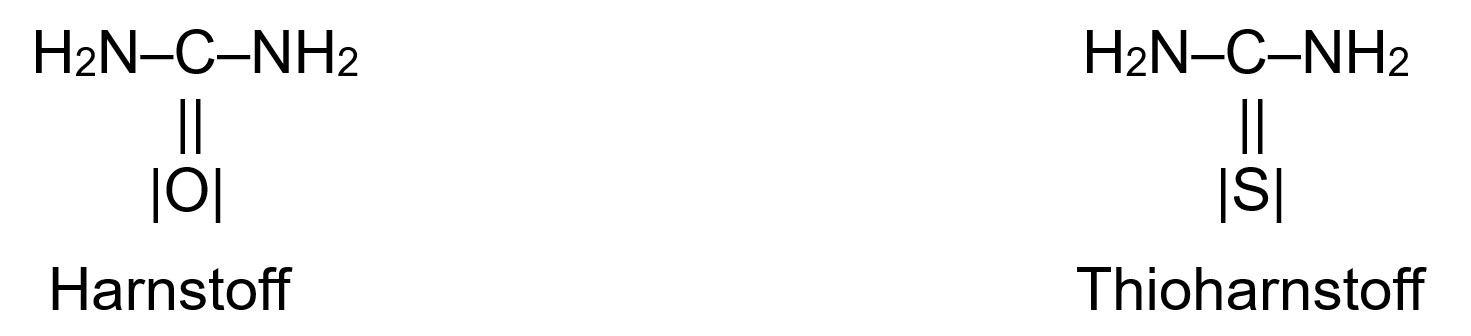 H₂N–C–NH₂ H₂N–C–NH₂
|| ||
|O| |S|
Harnstoff Thioharnstoff